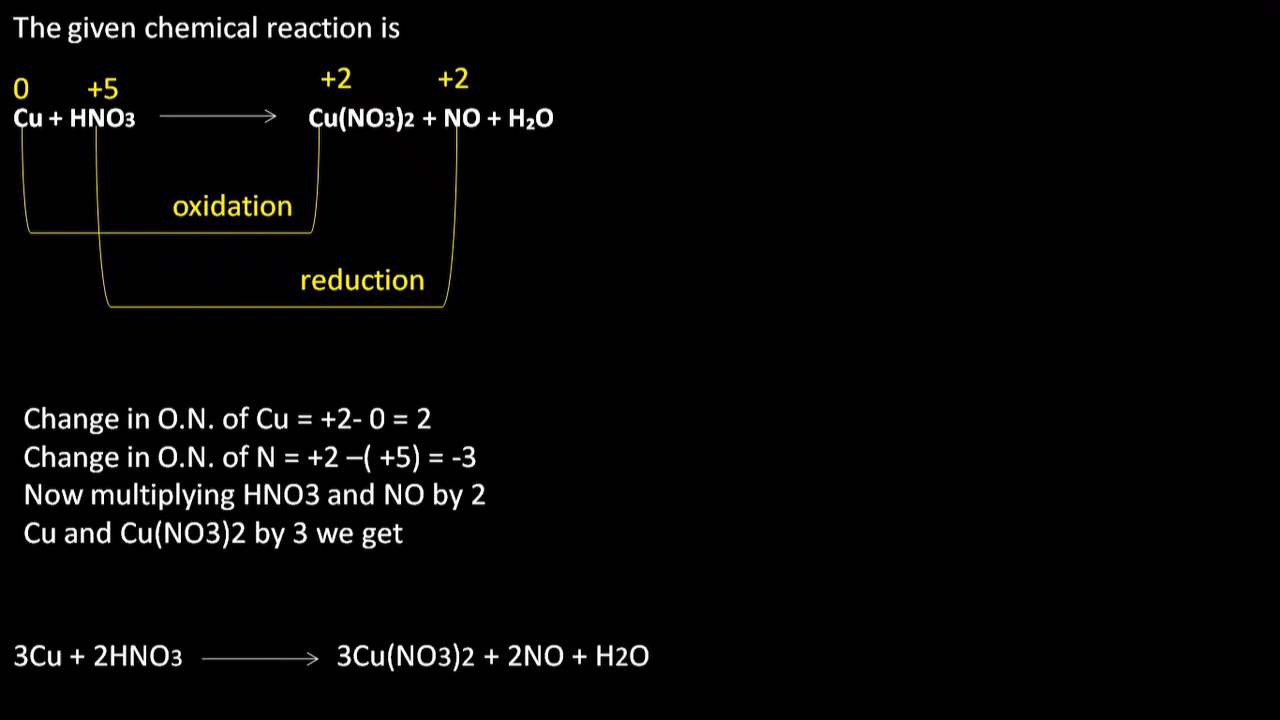 The given chemical reaction is
0 +5 +2 +2
Cu + HNO3 ⟶ Cu(NO3)2 + NO + H₂O
oxidation
reduction
Change in O.N. of Cu = +2- 0 = 2
Change in O.N. of N = +2 –( +5) = -3
Now multiplying HNO3 and NO by 2
Cu and Cu(NO3)2 by 3 we get
3Cu + 2HNO3 ⟶ 3Cu(NO3)2 + 2NO + H2O